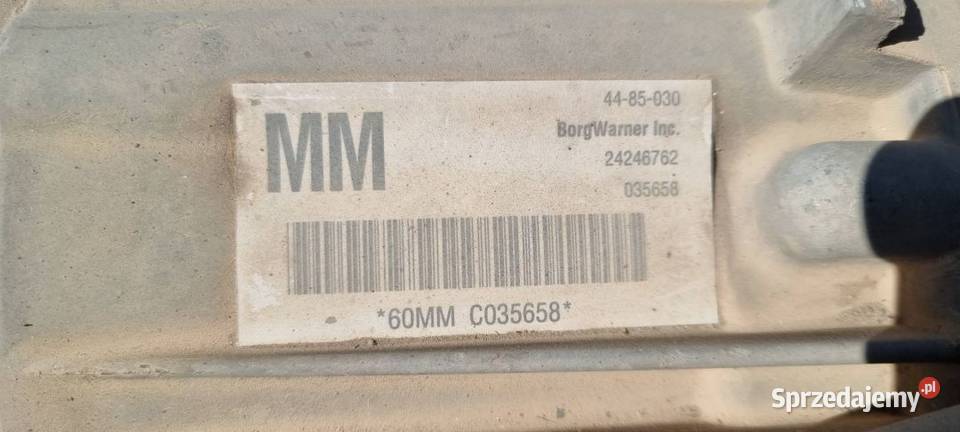 MM
44-85-030
BorgWarner Inc.
24246762
035658
*60MM C035658*
Sprzedajemy.pl